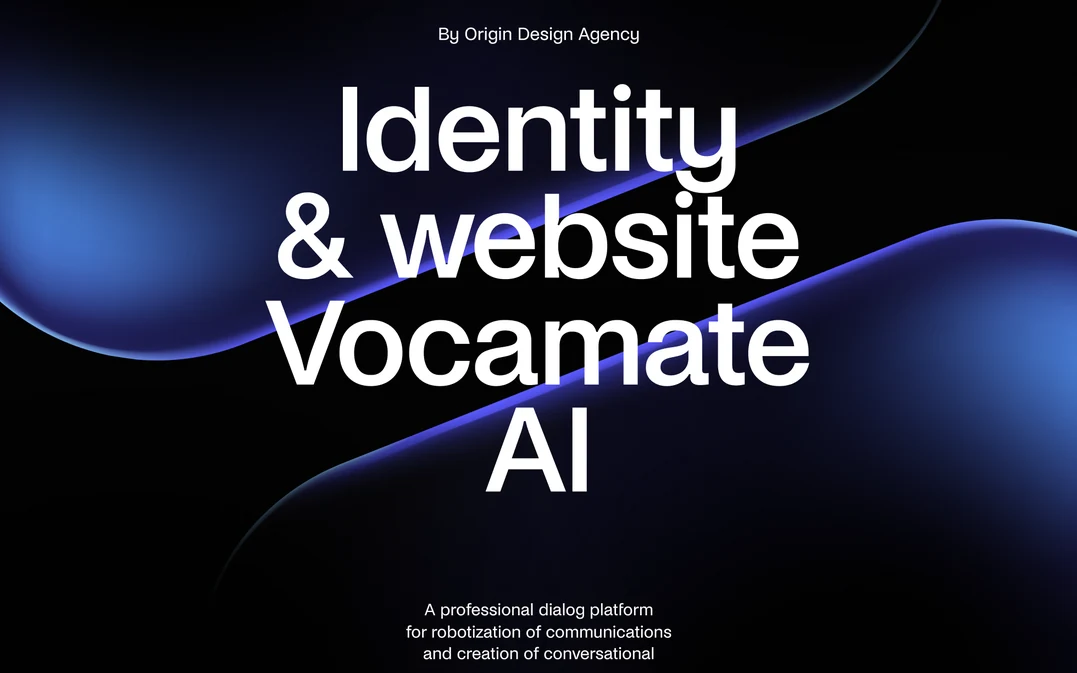 By Origin Design Agency
Identity
& website
Vocamate
AI
A professional dialog platform
for robotization of communications
and creation of conversational